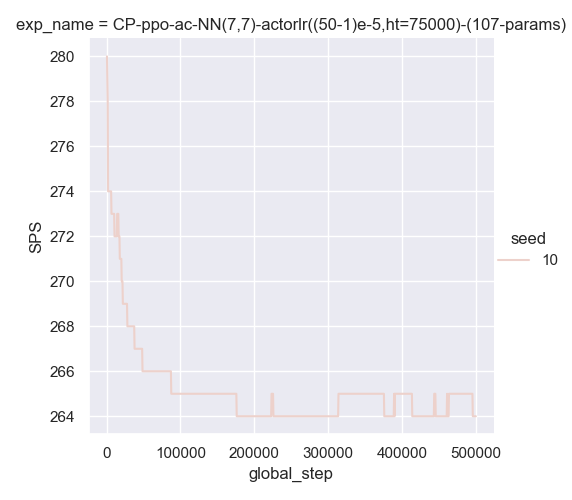 exp_name = CP-ppo-ac-NN(7,7)-actorlr((50-1)e-5,ht=75000)-(107-params)
280
278
276
274
272
270
268
266
264
SPS
0 100000 200000 300000 400000 500000
global_step
seed
10